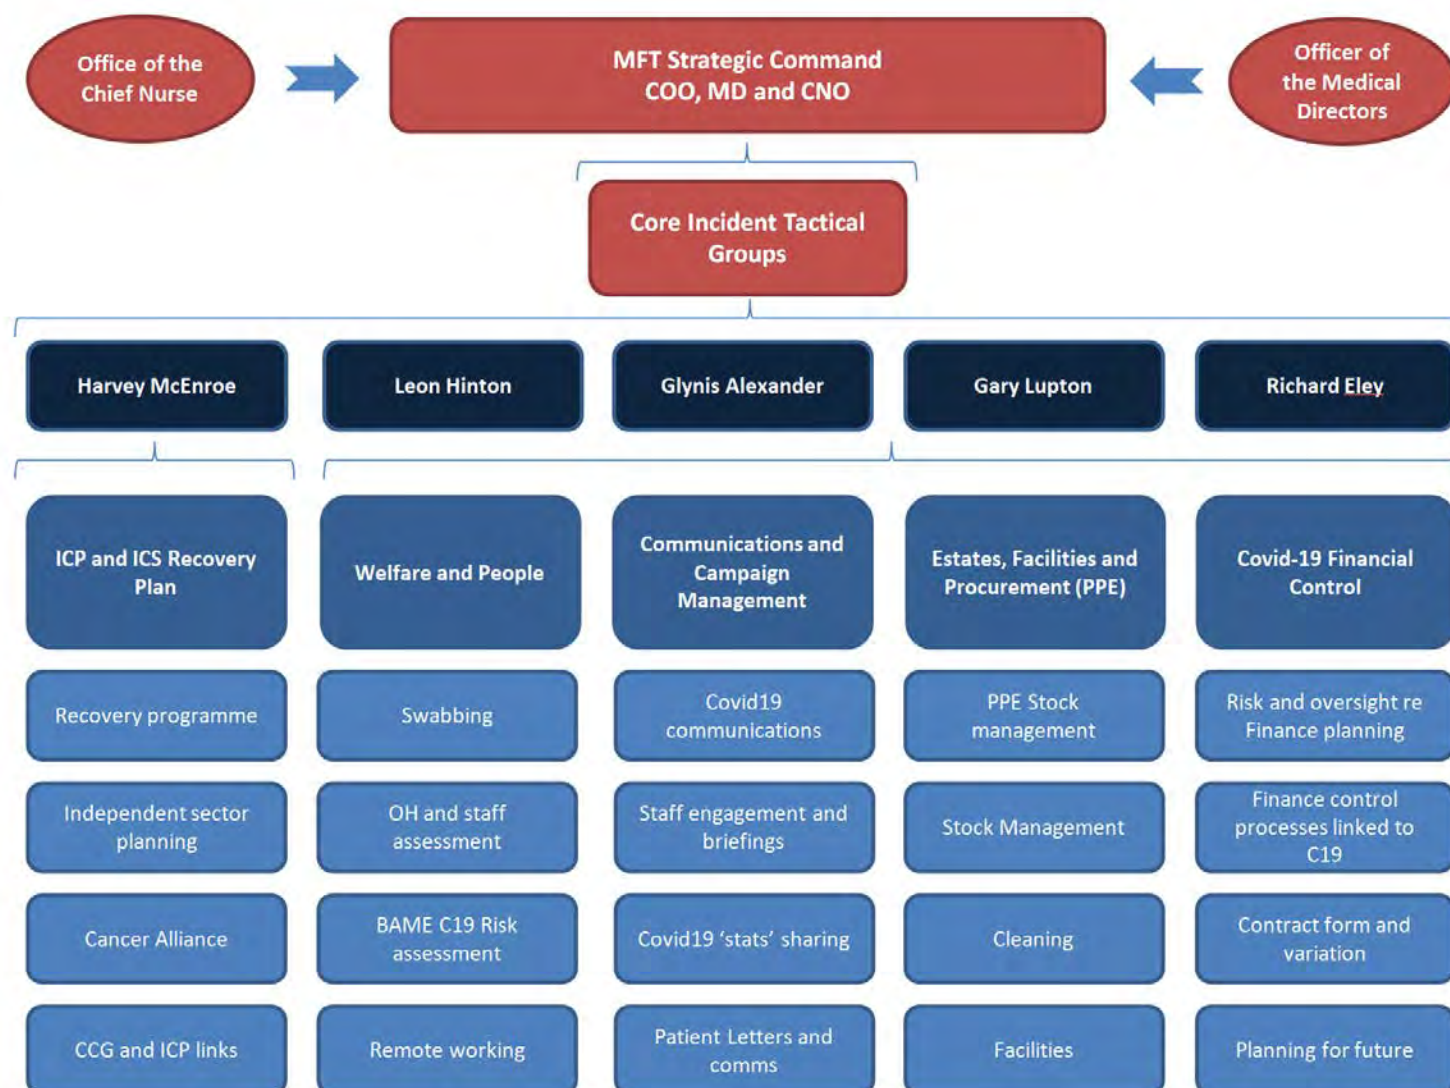 Office of the
Chief Nurse
MFT Strategic Command
COO, MD and CNO
Officer of
the Medical
Directors
Core Incident Tactical
Groups
Harvey McEnroe
Leon Hinton
Glynis Alexander
Gary Lupton
Richard Eley
ICP and ICS Recovery
Plan
Welfare and People
Communications and
Campaign
Management
Estates, Facilities and
Procurement (PPE)
Covid-19 Financial
Control
Recovery programme
Swabbing
Covid19
communications
PPE Stock
management
Risk and oversight re
Finance planning
Independent sector
planning
OH and staff
assessment
Staff engagement and
briefings
Stock Management
Finance control
processes linked to
C19
Cancer Alliance
BAME C19 Risk
assessment
Covid19 ‘stats’ sharing
Cleaning
Contract form and
variation
CCG and ICP links
Remote working
Patient Letters and
comms
Facilities
Planning for future